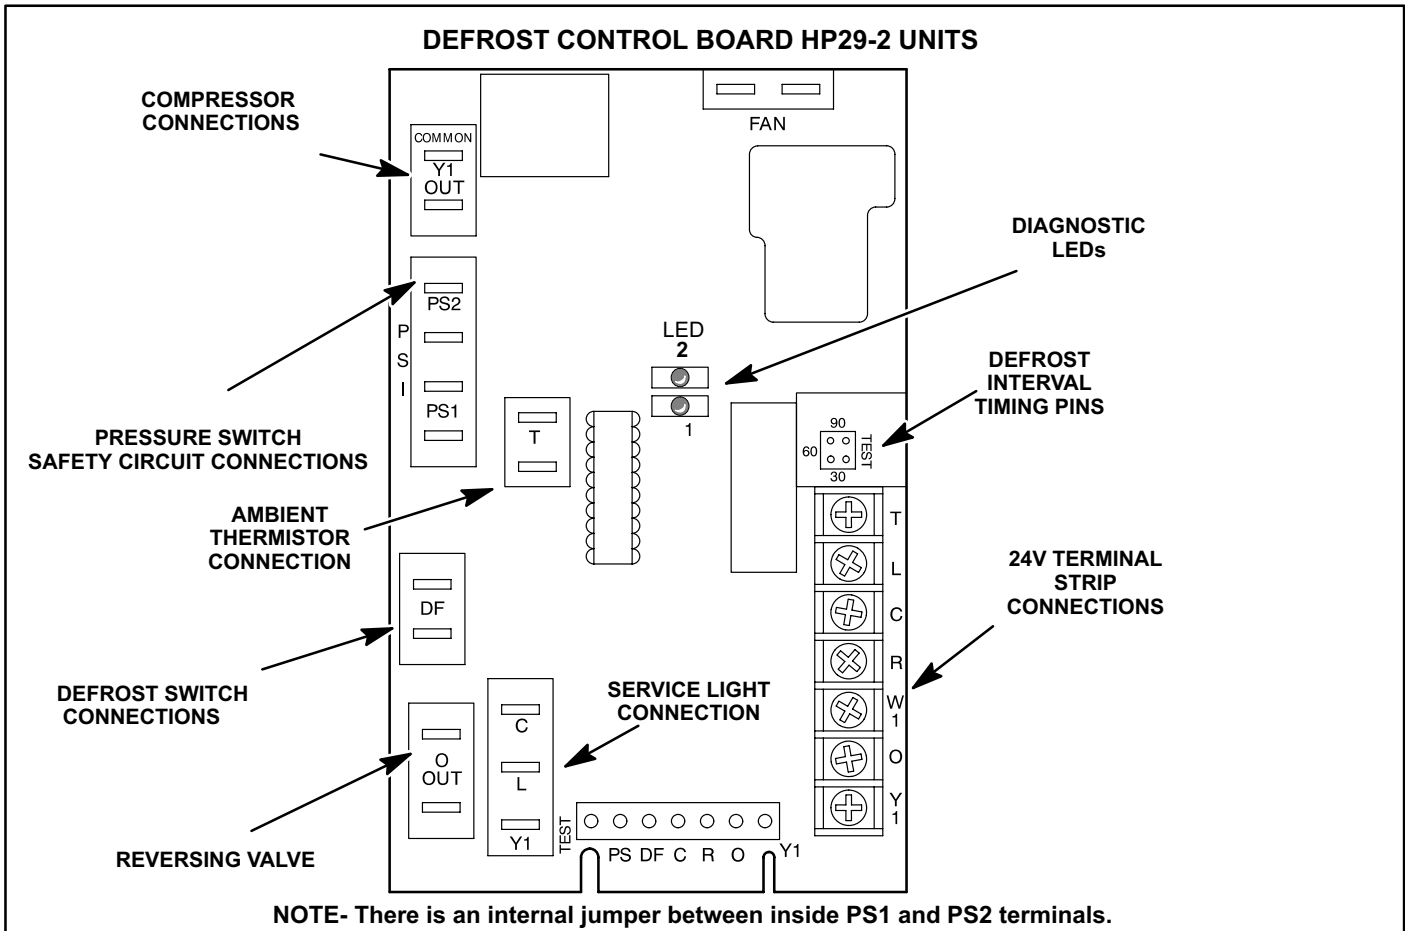 DEFROST CONTROL BOARD HP29-2 UNITS
COMPRESSOR
CONNECTIONS
COMMON
Y1
OUT
FAN
DIAGNOSTIC
LEDs
PS2
P
S
I
PS1
LED
2
1
PRESSURE SWITCH
SAFETY CIRCUIT CONNECTIONS
T
DEFROST
INTERVAL
TIMING PINS
90
60
30
TEST
AMBIENT
THERMISTOR
CONNECTION
24V TERMINAL
STRIP
CONNECTIONS
T
L
C
R
W
1
O
Y
1
DF
DEFROST SWITCH
CONNECTIONS
SERVICE LIGHT
CONNECTION
C
L
Y1
O
OUT
REVERSING VALVE
TEST
PS DF C R O Y1
NOTE- There is an internal jumper between inside PS1 and PS2 terminals.